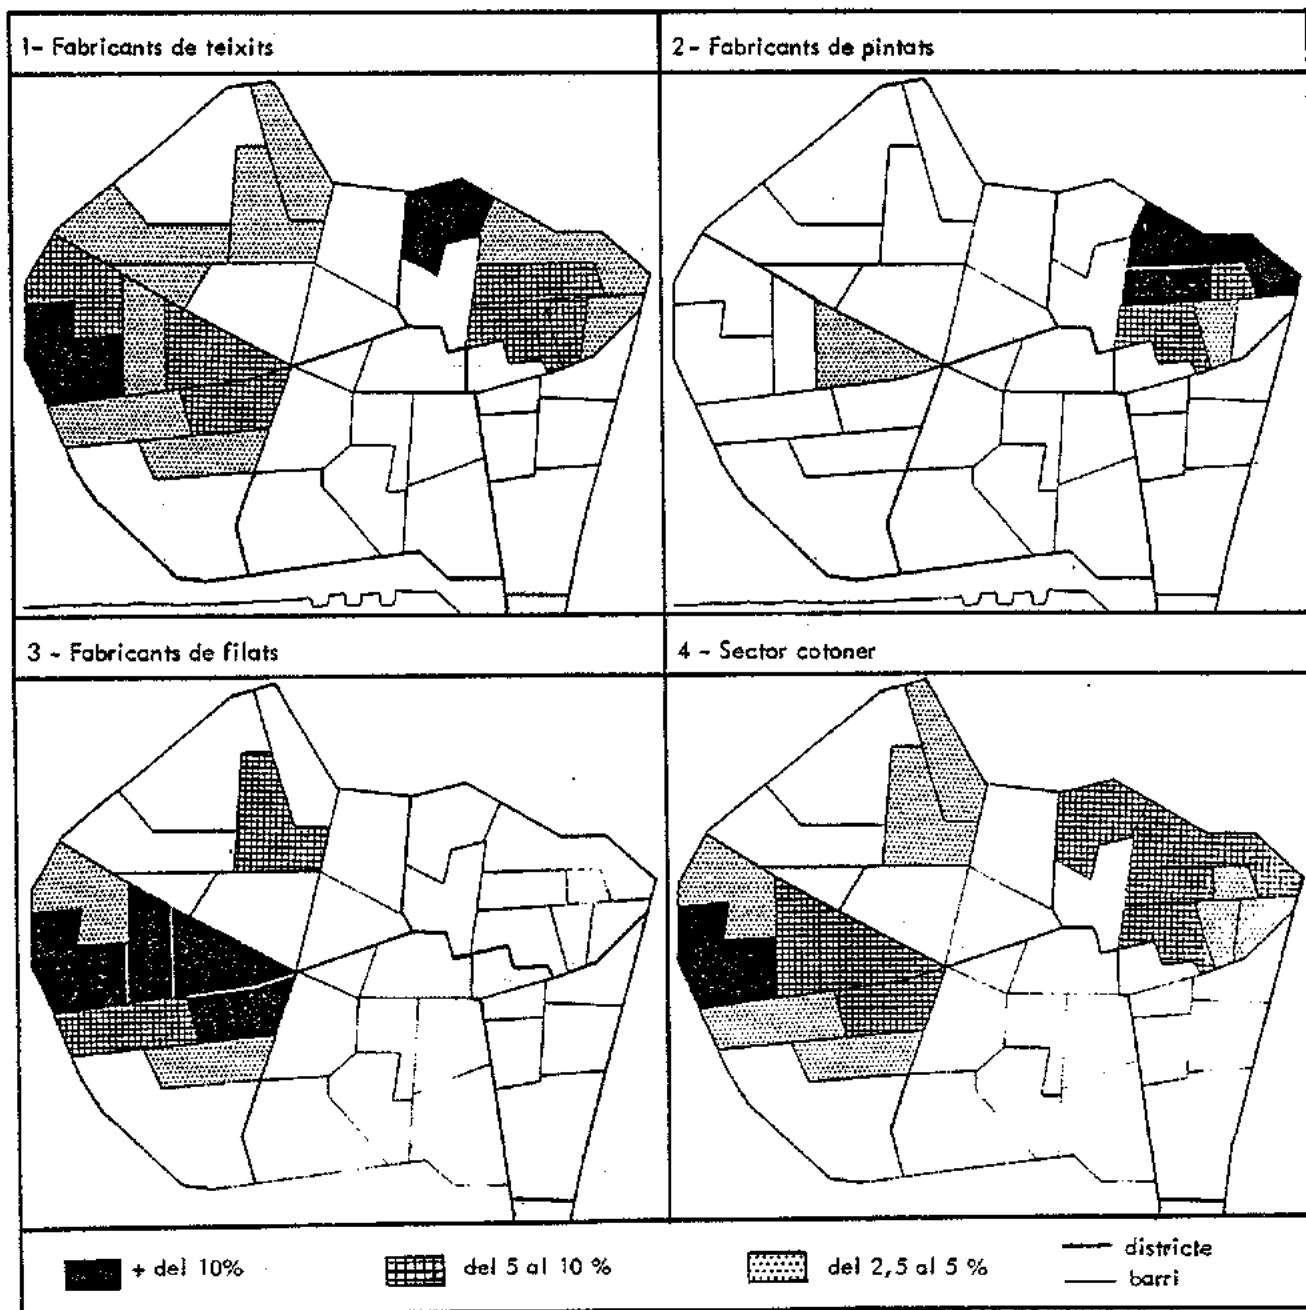 1- Fabricants de teixits
2 - Fabricants de pintats
3 - Fabricants de filats
4 - Sector cotoner
+ del 10%
del 5 al 10 %
del 2,5 al 5 %
districte
barri